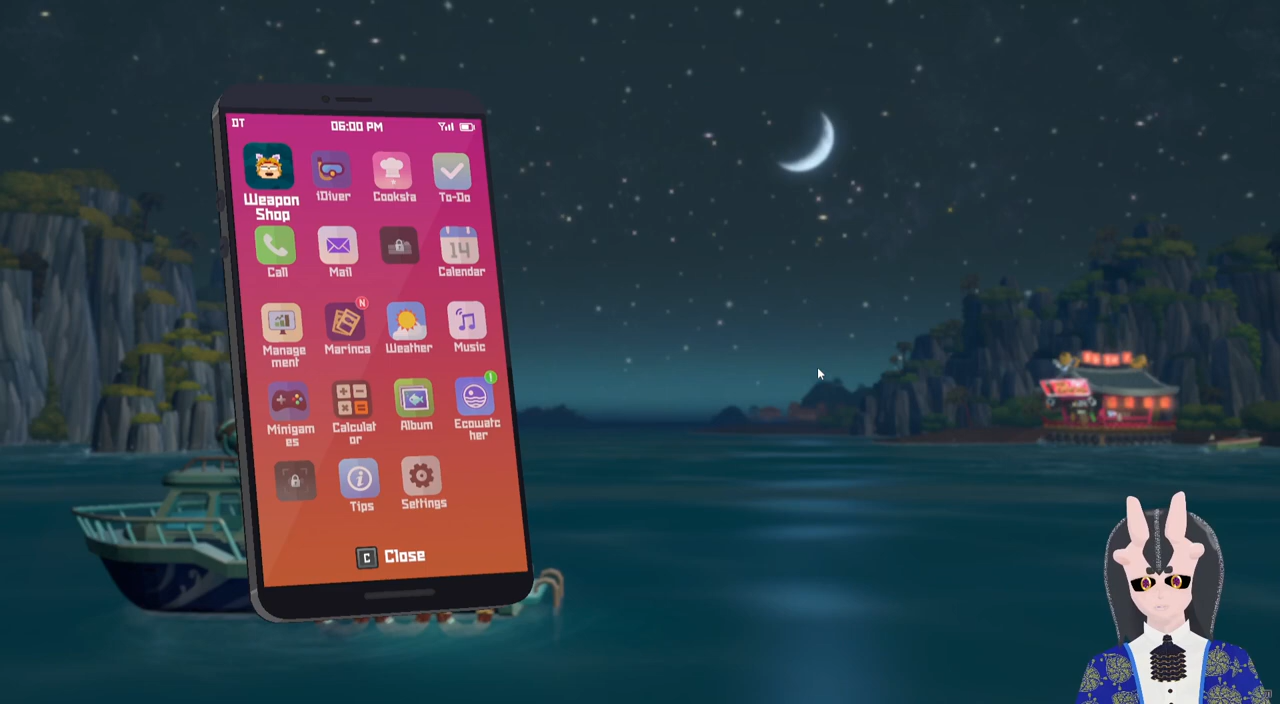 DT
06:00 PM
Weapon
Shop
iDiver
Cooksta
To-Do
Call
Mail
14
Calendar
Manage
ment
N
Marinca
Weather
Music
Minigam
es
Calculat
or
Album
Ecowatc
her
Tips
Settings
C Close